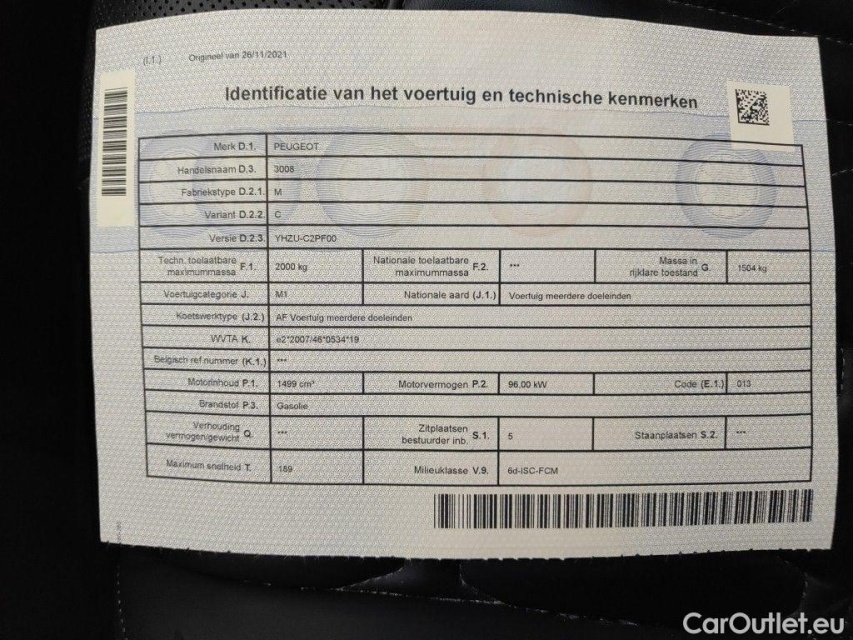 (I.1.) Origineel van 26/11/2021
Identificatie van het voertuig en technische kenmerken
Merk D.1. PEUGEOT
Handelsnaam D.3. 3008
Fabriekstype D.2.1. M
Variant D.2.2. C
Versie D.2.3. YHZU-C2PF00
Techn. toelaatbare maximummassa F.1. 2000 kg Nationale toelaatbare maximummassa F.2. *** Massa in rijklare toestand G. 1504 kg
Voertuigcategorie J. M1 Nationale aard (J.1.) Voertuig meerdere doeleinden
Koetswerktype (J.2.) AF Voertuig meerdere doeleinden
WVTA K. e2*2007/46*0534*19
Belgisch ref.nummer (K.1.) ***
Motorinhoud P.1. 1499 cm³ Motorvermogen P.2. 96.00 kW Code (E.1.) 013
Brandstof P.3. Gasolie
Verhouding vermogen/gewicht Q. *** Zitplaatsen bestuurder inb. S.1. 5 Staanplaatsen S.2. ***
Maximum snelheid T. 189 Milieuklasse V.9. 6d-ISC-FCM
CarOutlet.eu